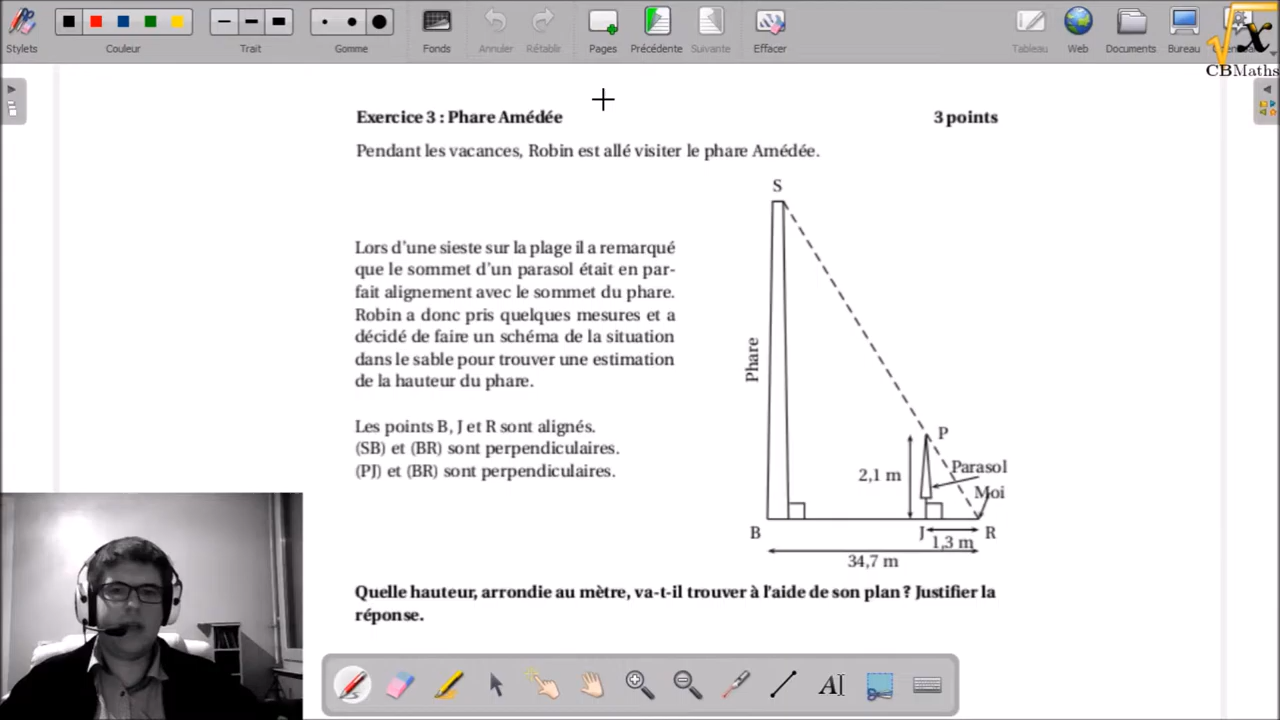 Stylets
Couleur
Trait
Gomme
Fonds
Annuler
Rétablir
Pages
Précédente
Suivante
Effacer
Tableau
Web
Documents
Bureau
CBMaths
Exercice 3 : Phare Amédée 3 points
Pendant les vacances, Robin est allé visiter le phare Amédée.
Lors d'une sieste sur la plage il a remarqué
que le sommet d'un parasol était en par-
fait alignement avec le sommet du phare.
Robin a donc pris quelques mesures et a
décidé de faire un schéma de la situation
dans le sable pour trouver une estimation
de la hauteur du phare.
Les points B, J et R sont alignés.
(SB) et (BR) sont perpendiculaires.
(PJ) et (BR) sont perpendiculaires.
S
Phare
P
2,1 m
Parasol
Moi
B
J
R
1,3 m
34,7 m
Quelle hauteur, arrondie au mètre, va-t-il trouver à l'aide de son plan ? Justifier la
réponse.
AI